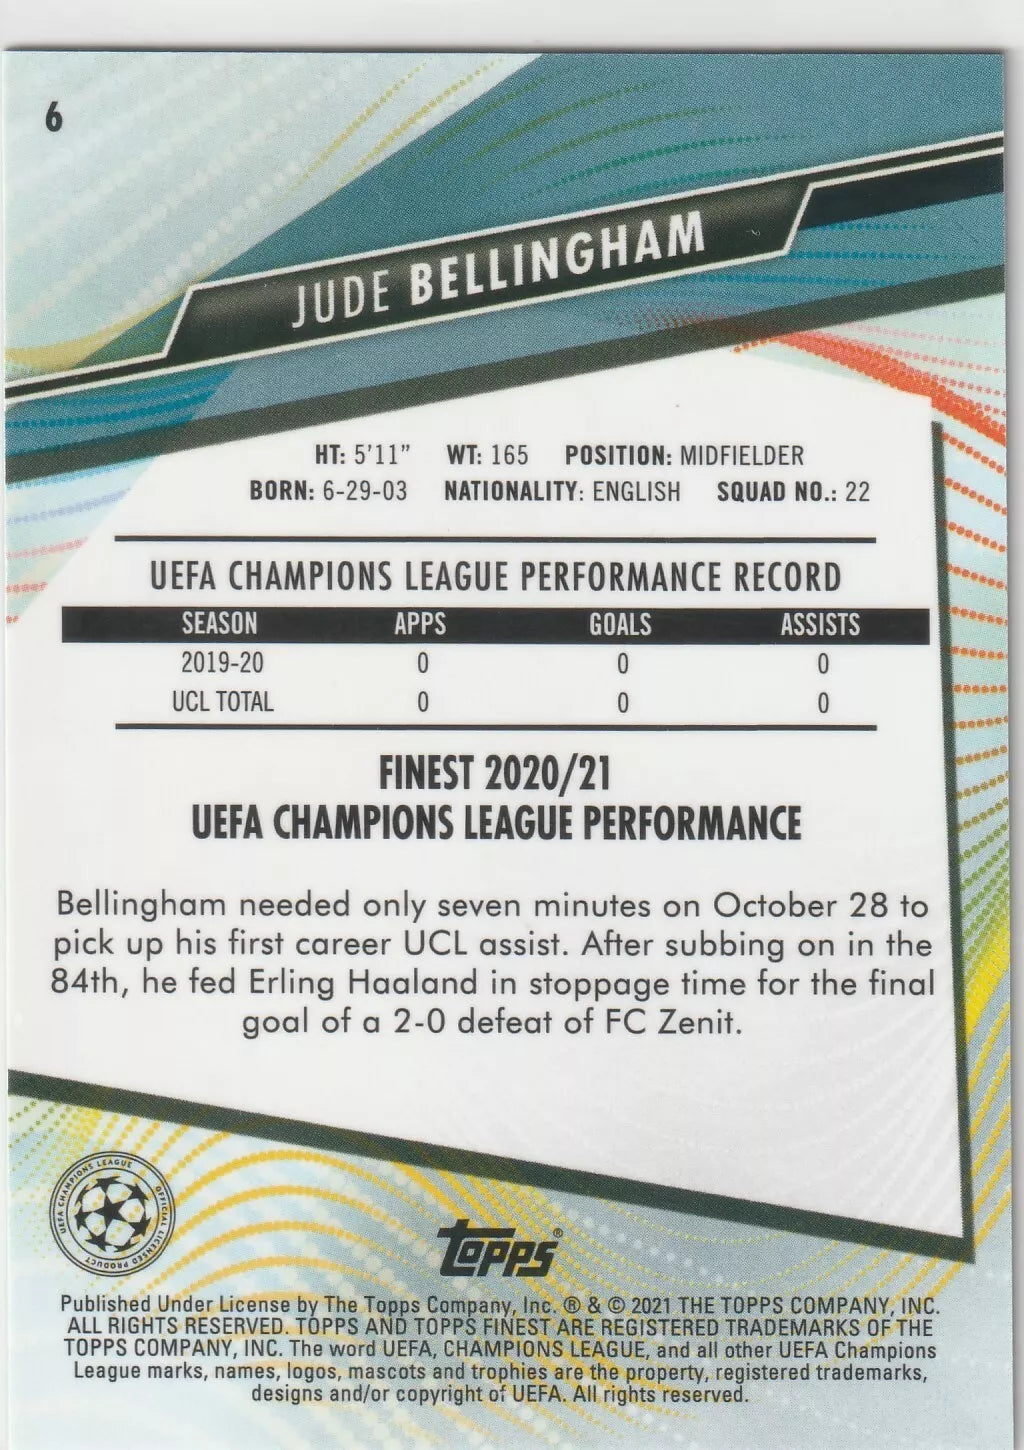 6
JUDE BELLINGHAM
HT: 5'11" WT: 165 POSITION: MIDFIELDER
BORN: 6-29-03 NATIONALITY: ENGLISH SQUAD NO.: 22
UEFA CHAMPIONS LEAGUE PERFORMANCE RECORD
SEASON APPS GOALS ASSISTS
2019-20 0 0 0
UCL TOTAL 0 0 0
FINEST 2020/21
UEFA CHAMPIONS LEAGUE PERFORMANCE
Bellingham needed only seven minutes on October 28 to
pick up his first career UCL assist. After subbing on in the
84th, he fed Erling Haaland in stoppage time for the final
goal of a 2-0 defeat of FC Zenit.
UEFA CHAMPIONS LEAGUE
OFFICIAL LICENSED PRODUCT
Topps®
Published Under License by The Topps Company, Inc. ® & © 2021 THE TOPPS COMPANY, INC.
ALL RIGHTS RESERVED. TOPPS AND TOPPS FINEST ARE REGISTERED TRADEMARKS OF THE
TOPPS COMPANY, INC. The word UEFA, CHAMPIONS LEAGUE, and all other UEFA Champions
League marks, names, logos, mascots and trophies are the property, registered trademarks,
designs and/or copyright of UEFA. All rights reserved.